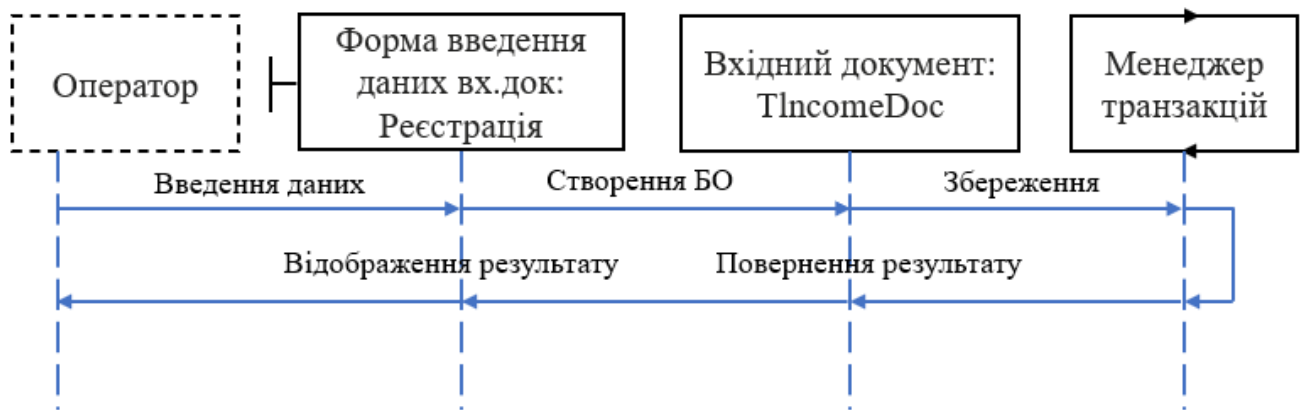 Оператор
Форма введення
даних вх.док:
Реєстрація
Вхідний документ:
TlncomeDoc
Менеджер
транзакцій
Введення даних
Створення БО
Збереження
Відображення результату
Повернення результату